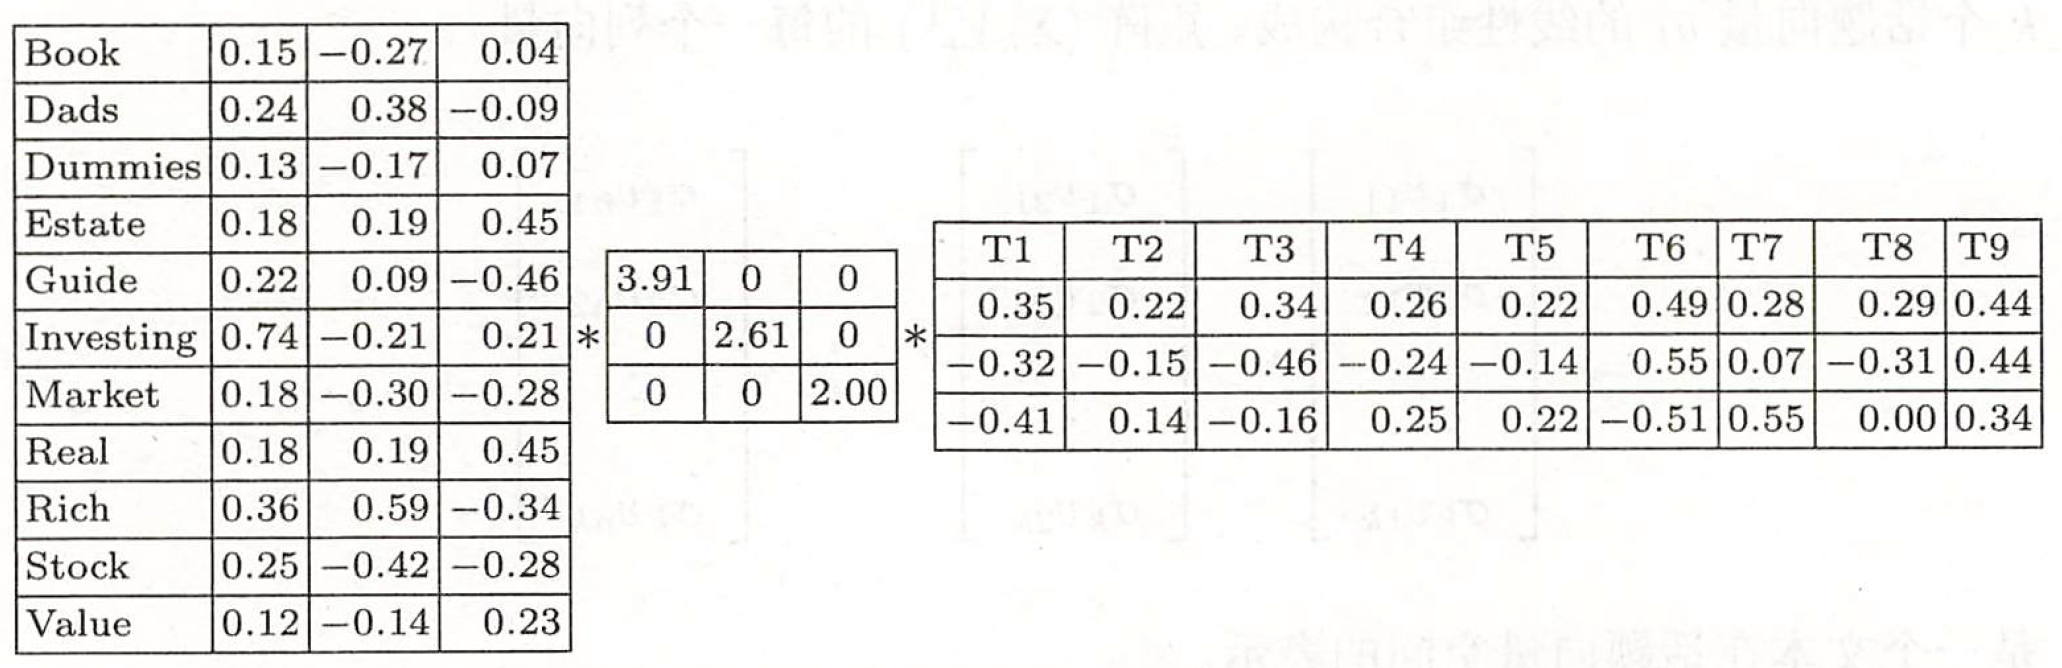 Book 0.15 −0.27 0.04
Dads 0.24 0.38 −0.09
Dummies 0.13 −0.17 0.07
Estate 0.18 0.19 0.45
Guide 0.22 0.09 −0.46
Investing 0.74 −0.21 0.21
Market 0.18 −0.30 −0.28
Real 0.18 0.19 0.45
Rich 0.36 0.59 −0.34
Stock 0.25 −0.42 −0.28
Value 0.12 −0.14 0.23
*
3.91 0 0
0 2.61 0
0 0 2.00
*
T1 T2 T3 T4 T5 T6 T7 T8 T9
0.35 0.22 0.34 0.26 0.22 0.49 0.28 0.29 0.44
−0.32 −0.15 −0.46 −0.24 −0.14 0.55 0.07 −0.31 0.44
−0.41 0.14 −0.16 0.25 0.22 −0.51 0.55 0.00 0.34